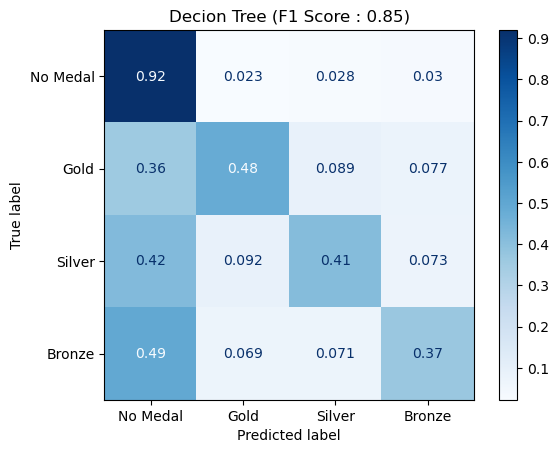 Decion Tree (F1 Score : 0.85)
No Medal 0.92 0.023 0.028 0.03
Gold 0.36 0.48 0.089 0.077
Silver 0.42 0.092 0.41 0.073
Bronze 0.49 0.069 0.071 0.37
No Medal Gold Silver Bronze
Predicted label
True label
0.9
0.8
0.7
0.6
0.5
0.4
0.3
0.2
0.1